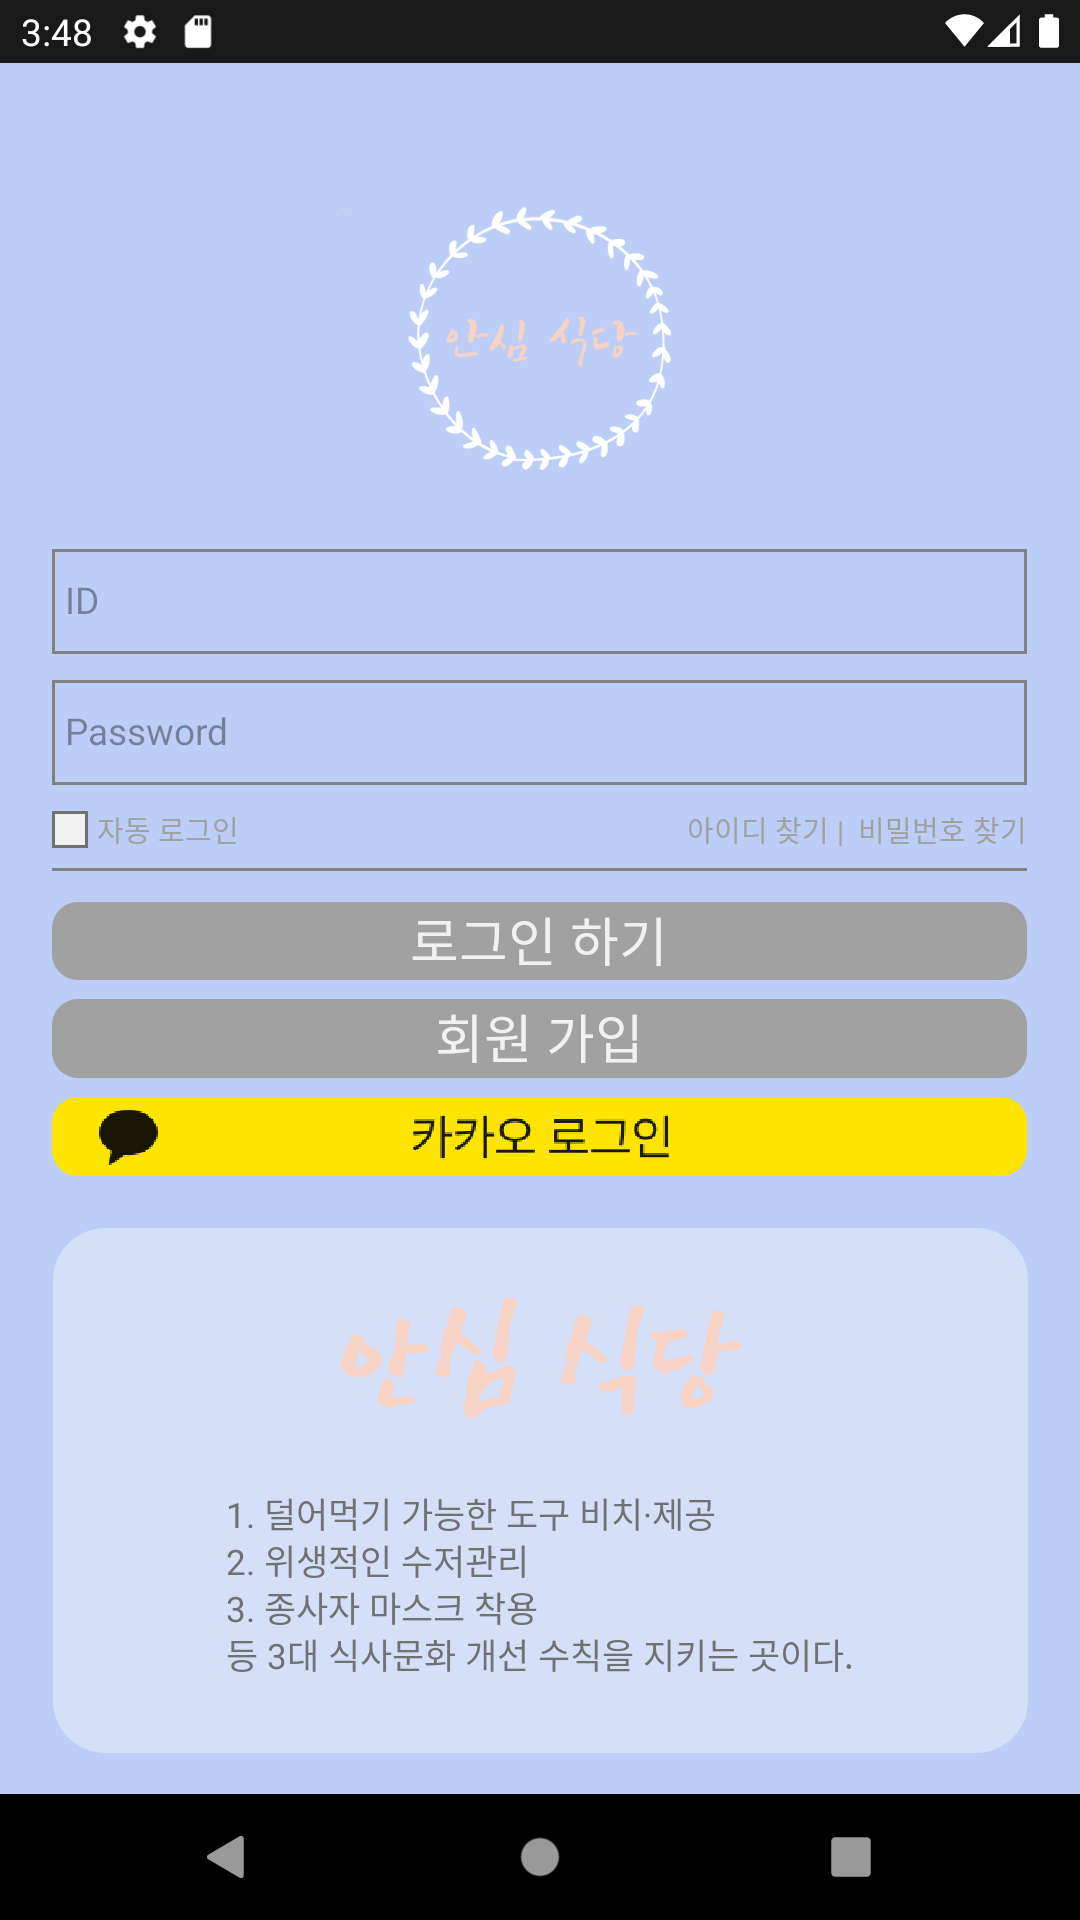 3:48
안심 식당
ID
Password
자동 로그인
아이디 찾기 | 비밀번호 찾기
로그인 하기
회원 가입
카카오 로그인
안심 식당
1. 덜어먹기 가능한 도구 비치·제공
2. 위생적인 수저관리
3. 종사자 마스크 착용
등 3대 식사문화 개선 수칙을 지키는 곳이다.